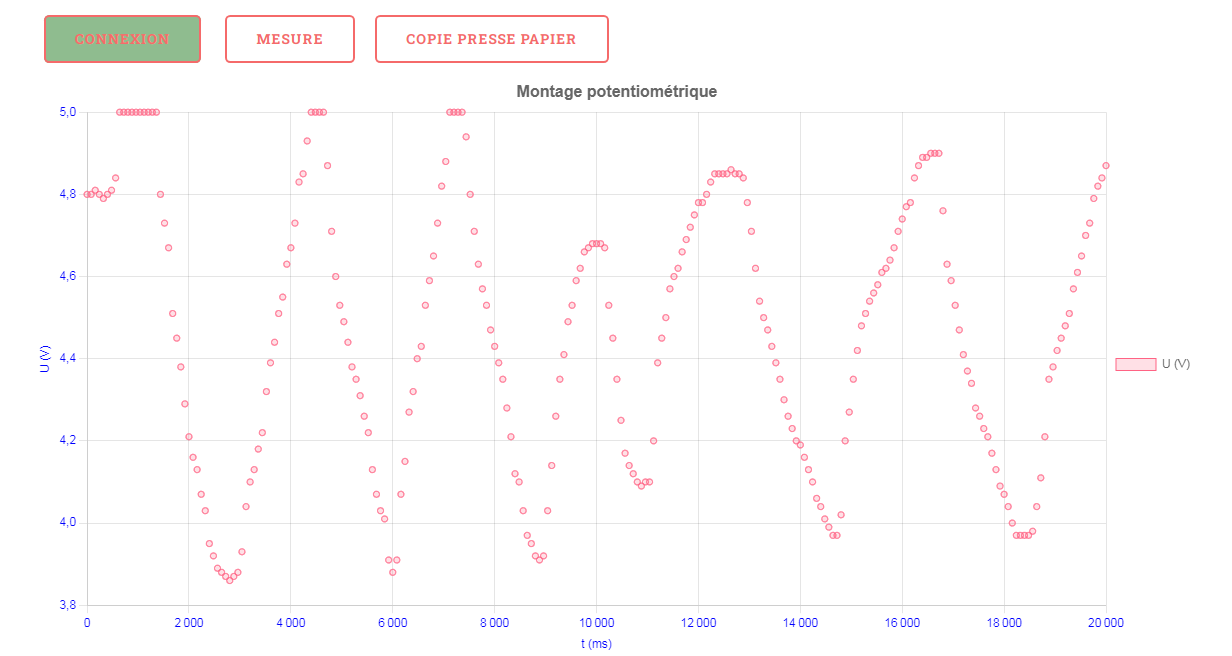 CONNEXION MESURE COPIE PRESSE PAPIER
Montage potentiométrique
5,0
4,8
4,6
4,4
4,2
4,0
3,8
U (V)
U (V)
0 2 000 4 000 6 000 8 000 10 000 12 000 14 000 16 000 18 000 20 000
t (ms)